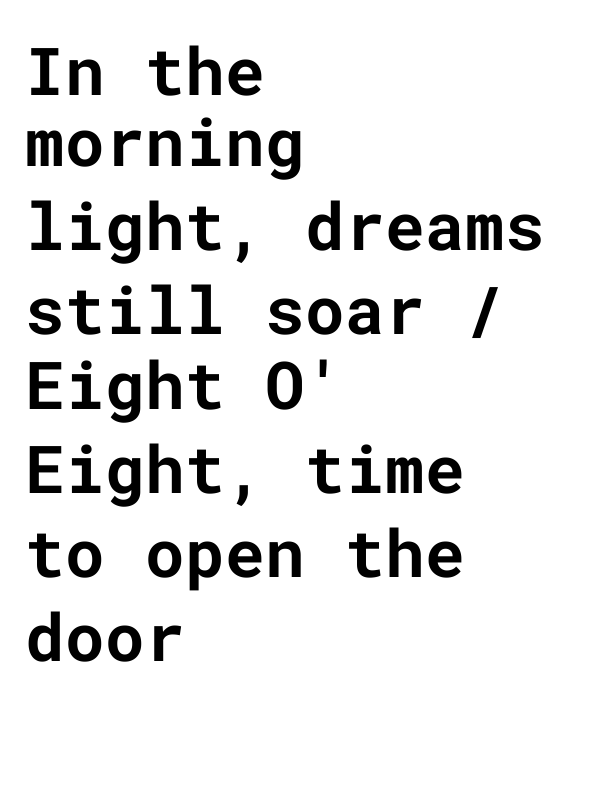 In the
morning
light, dreams
still soar /
Eight O'
Eight, time
to open the
door